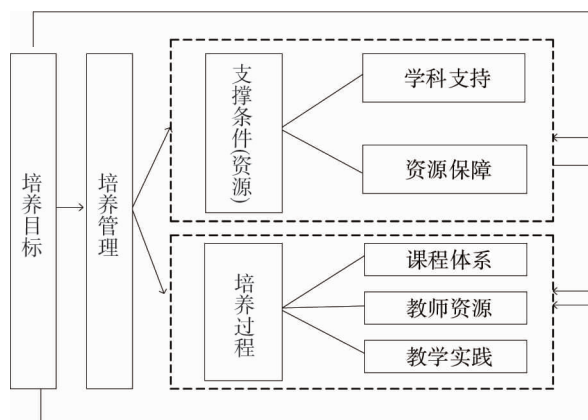 培养目标
培养管理
支撑条件(资源)
学科支持
资源保障
培养过程
课程体系
教师资源
教学实践